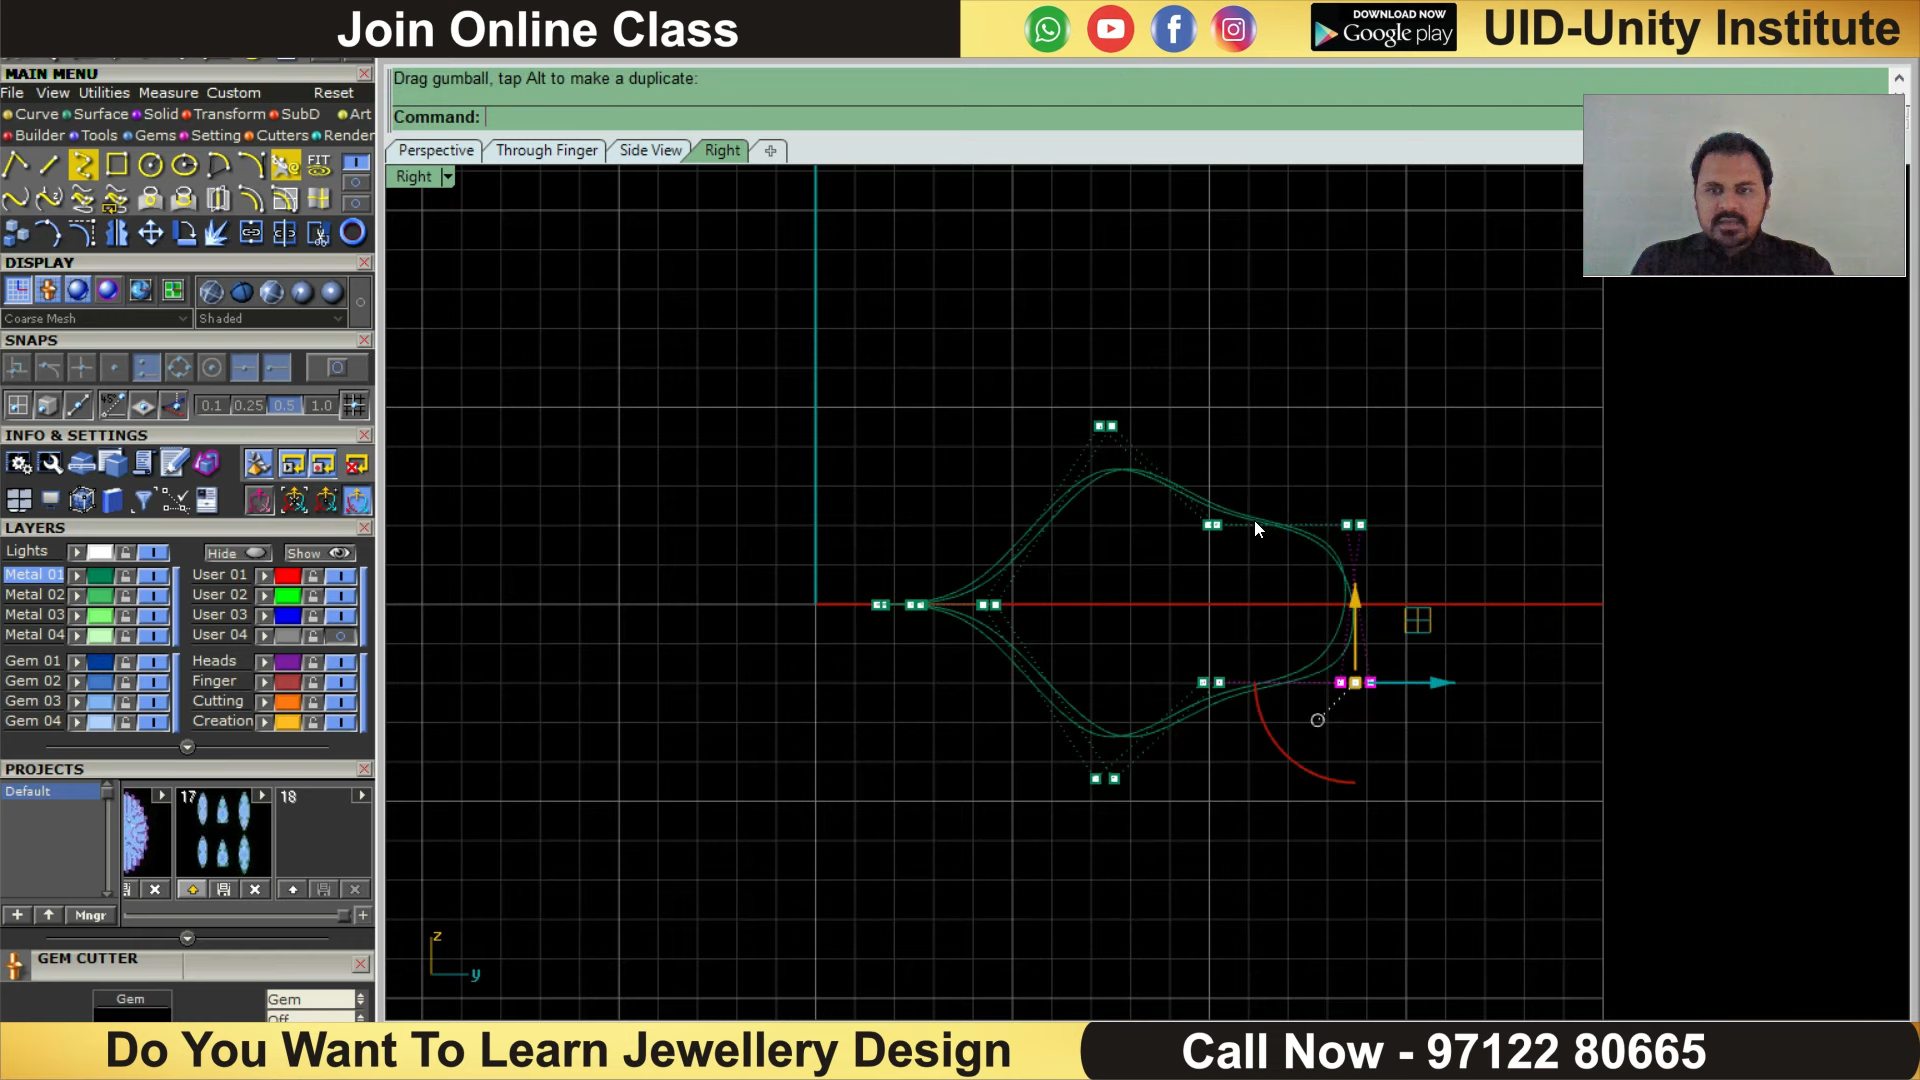 Join Online Class
DOWNLOAD NOW
Google play
UID-Unity Institute
MAIN MENU
File View Utilities Measure Custom Reset
Curve Surface Solid Transform SubD Art
Builder Tools Gems Setting Cutters Render
FIT
DISPLAY
Coarse Mesh
Shaded
SNAPS
45°
0.1 0.25 0.5 1.0
INFO & SETTINGS
LAYERS
Lights
Hide
Show
Metal 01
User 01
Metal 02
User 02
Metal 03
User 03
Metal 04
User 04
Gem 01
Heads
Gem 02
Finger
Gem 03
Cutting
Gem 04
Creation
PROJECTS
Default
17
18
Mngr
GEM CUTTER
Gem
Gem
Off
Drag gumball, tap Alt to make a duplicate:
Command:
Perspective
Through Finger
Side View
Right
Right
z
y
Do You Want To Learn Jewellery Design
Call Now - 97122 80665